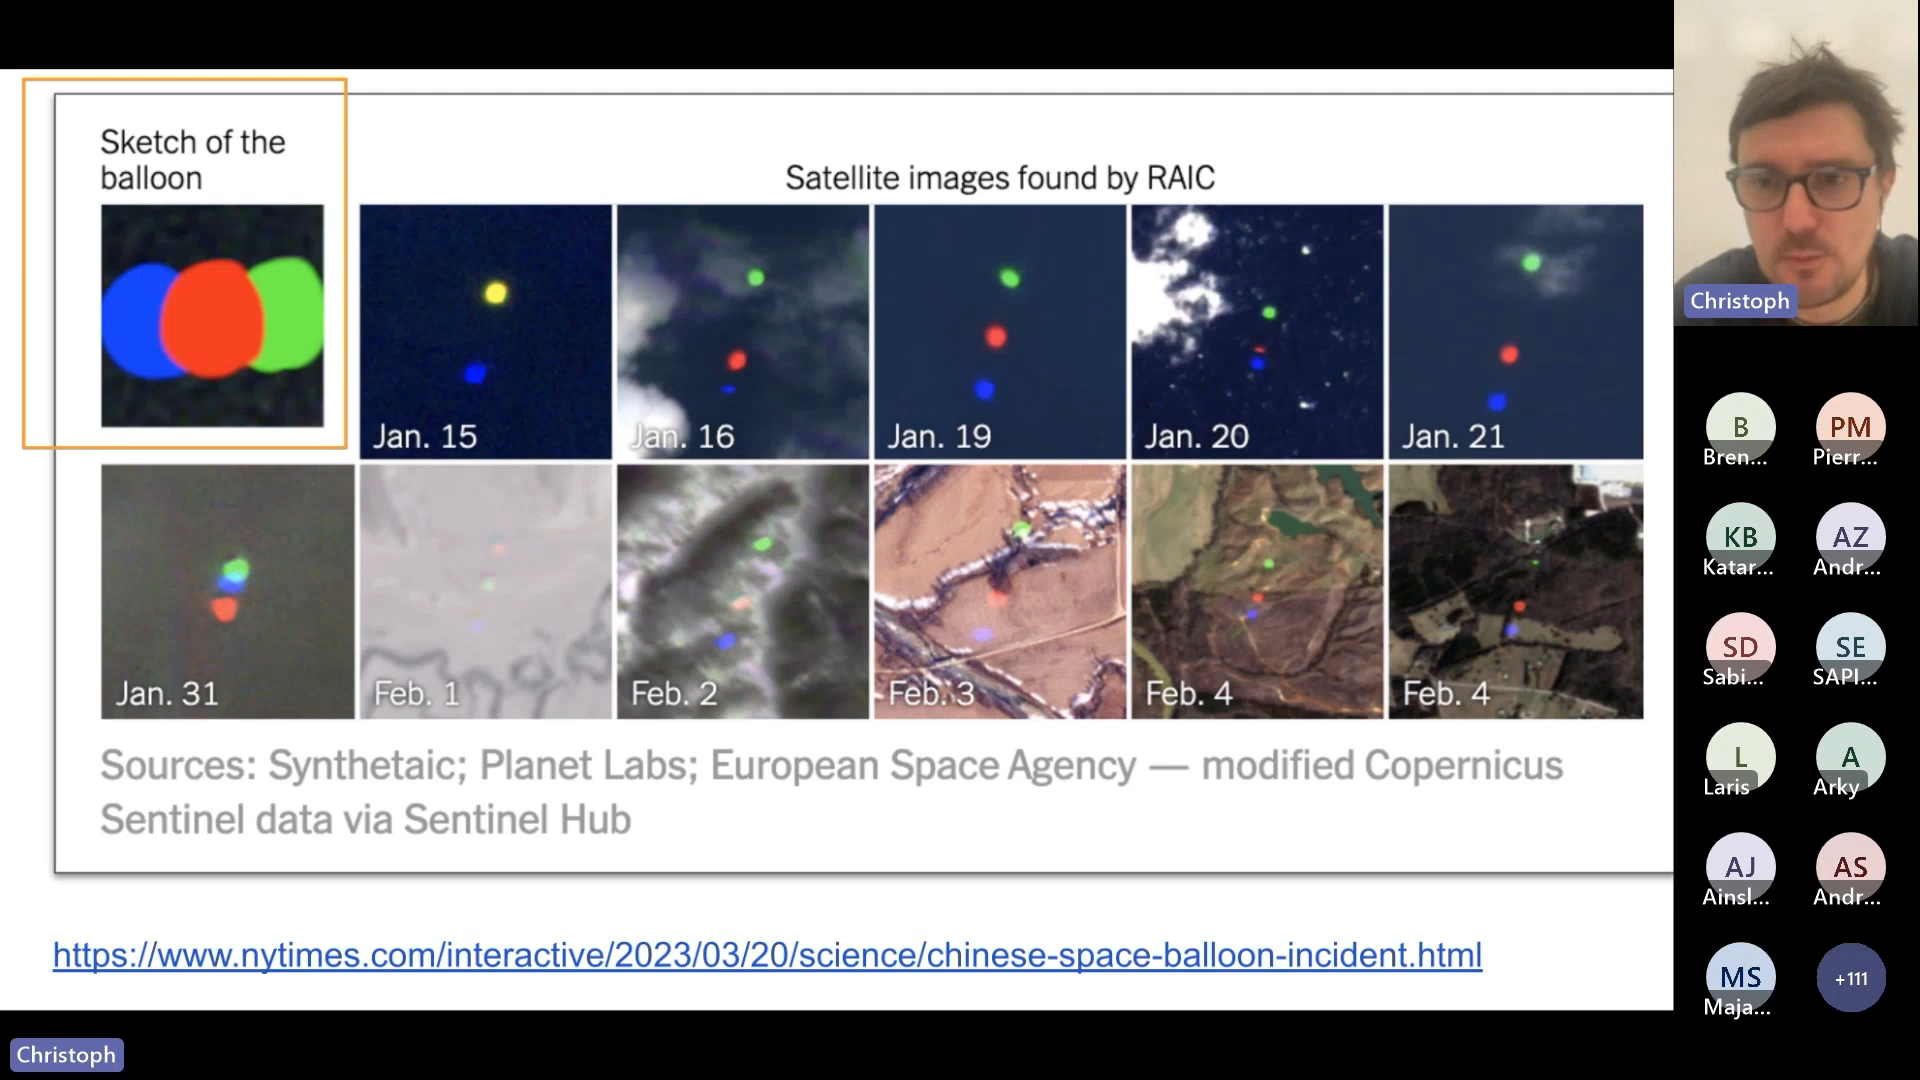 Sketch of the
balloon
Satellite images found by RAIC
Jan. 15
Jan. 16
Jan. 19
Jan. 20
Jan. 21
Jan. 31
Feb. 1
Feb. 2
Feb. 3
Feb. 4
Feb. 4
Sources: Synthetaic; Planet Labs; European Space Agency — modified Copernicus
Sentinel data via Sentinel Hub
https://www.nytimes.com/interactive/2023/03/20/science/chinese-space-balloon-incident.html
Christoph
Christoph
B
Bren...
PM
Pierr...
KB
Katar...
AZ
Andr...
SD
Sabi...
SE
SAPI...
L
Laris
A
Arky
AJ
Ainsl...
AS
Andr...
MS
Maja...
+111